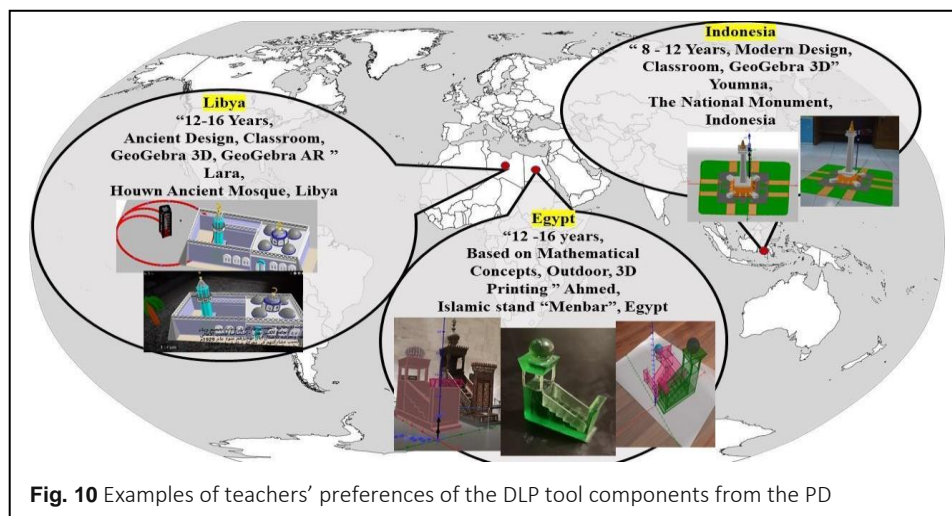 Indonesia
“ 8 - 12 Years, Modern Design,
Classroom, GeoGebra 3D”
Youmna,
The National Monument,
Indonesia
Libya
“12-16 Years,
Ancient Design, Classroom,
GeoGebra 3D, GeoGebra AR ”
Lara,
Houwn Ancient Mosque, Libya
Egypt
“12 -16 years,
Based on Mathematical
Concepts, Outdoor, 3D
Printing ” Ahmed,
Islamic stand “Menbar”, Egypt
Fig. 10 Examples of teachers’ preferences of the DLP tool components from the PD